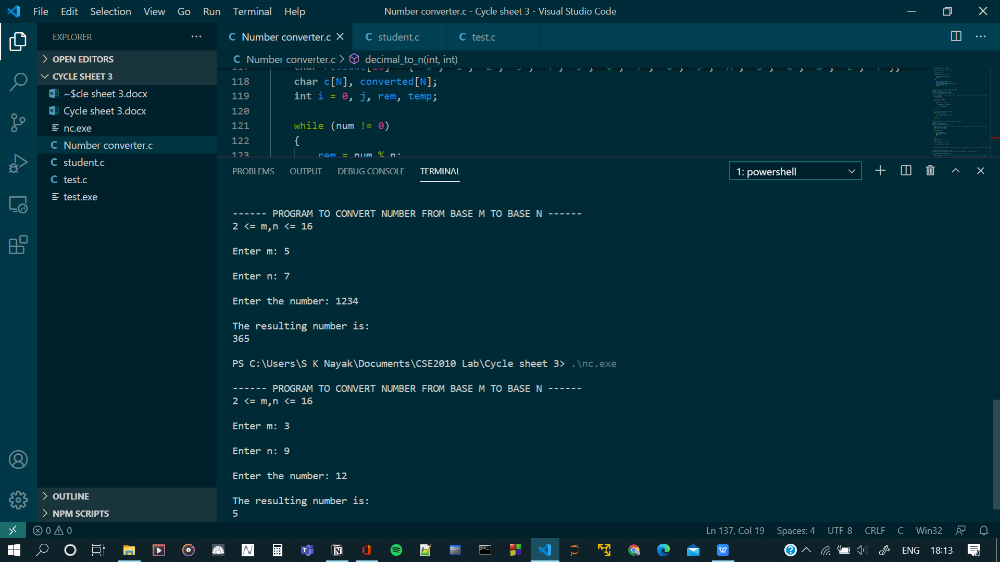 File Edit Selection View Go Run Terminal Help
Number converter.c - Cycle sheet 3 - Visual Studio Code
EXPLORER
OPEN EDITORS
CYCLE SHEET 3
~$cle sheet 3.docx
Cycle sheet 3.docx
nc.exe
Number converter.c
student.c
test.c
test.exe
OUTLINE
NPM SCRIPTS
Number converter.c student.c test.c
Number converter.c > decimal_to_n(int, int)
118 char c[N], converted[N];
119 int i = 0, j, rem, temp;
120
121 while (num != 0)
122 {
123 rem = num % n;
PROBLEMS OUTPUT DEBUG CONSOLE TERMINAL
1: powershell
------ PROGRAM TO CONVERT NUMBER FROM BASE M TO BASE N ------
2 <= m,n <= 16
Enter m: 5
Enter n: 7
Enter the number: 1234
The resulting number is:
365
PS C:\Users\S K Nayak\Documents\CSE2010 Lab\Cycle sheet 3> .\nc.exe
------ PROGRAM TO CONVERT NUMBER FROM BASE M TO BASE N ------
2 <= m,n <= 16
Enter m: 3
Enter n: 9
Enter the number: 12
The resulting number is:
5
0 0
Ln 137, Col 19 Spaces: 4 UTF-8 CRLF C Win32
ENG 18:13